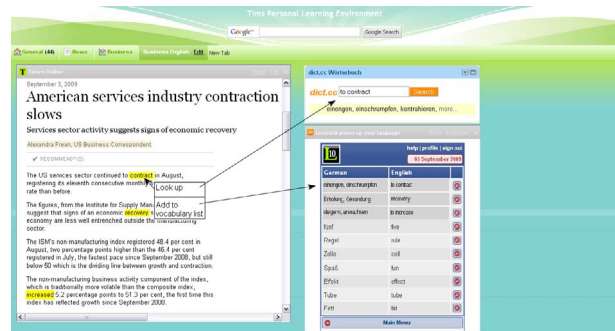 Tims Personal Learning Environment
Google
Google Search
General (44)
News
Business
Business English
Edit
New Tab
Times Online
September 3, 2009
American services industry contraction
slows
Services sector activity suggests signs of economic recovery
Alexandra Frean, US Business Correspondent
RECOMMEND? (2)
The US services sector continued to contract in August,
registering its eleventh consecutive month
rate than before.
The figures, from the Institute for Supply Man
suggest that signs of an economic recovery
economy are less well entrenched outside the
sector.
The ISM's non-manufacturing index registered 48.4 per cent in
August, two percentage points higher than the 46.4 per cent
registered in July, the fastest pace since September 2008, but still
below 50 which is the dividing line between growth and contraction.
The non-manufacturing business activity component of the index,
which is traditionally more volatile than the composite index,
increased 5.2 percentage points to 51.3 per cent, the first time this
index has reflected growth since September 2008.
Look up
Add to
vocabulary list
dict.cc Wörterbuch
dict.cc
to contract
Search
einengen, einschrumpfen, kontrahieren, more...
power up your language
help | profile | sign out
03 September 2009
German
English
einengen, einschrumpfen
to contract
Erholung, Gesundung
recovery
to increase
fünf
five
Regel
rule
Zelle
cell
Spaß
fun
Effekt
effect
Tube
tube
Fett
fat
Main Menu